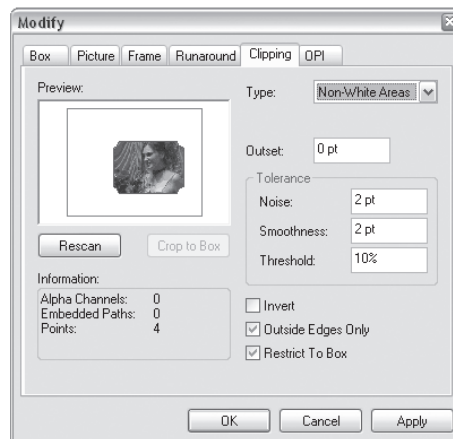 Modify
Box Picture Frame Runaround Clipping OPI
Preview:
Type: Non-White Areas
Outset: 0 pt
Tolerance
Noise: 2 pt
Smoothness: 2 pt
Threshold: 10%
Rescan Crop to Box
Information:
Alpha Channels: 0
Embedded Paths: 0
Points: 4
Invert
Outside Edges Only
Restrict To Box
OK Cancel Apply